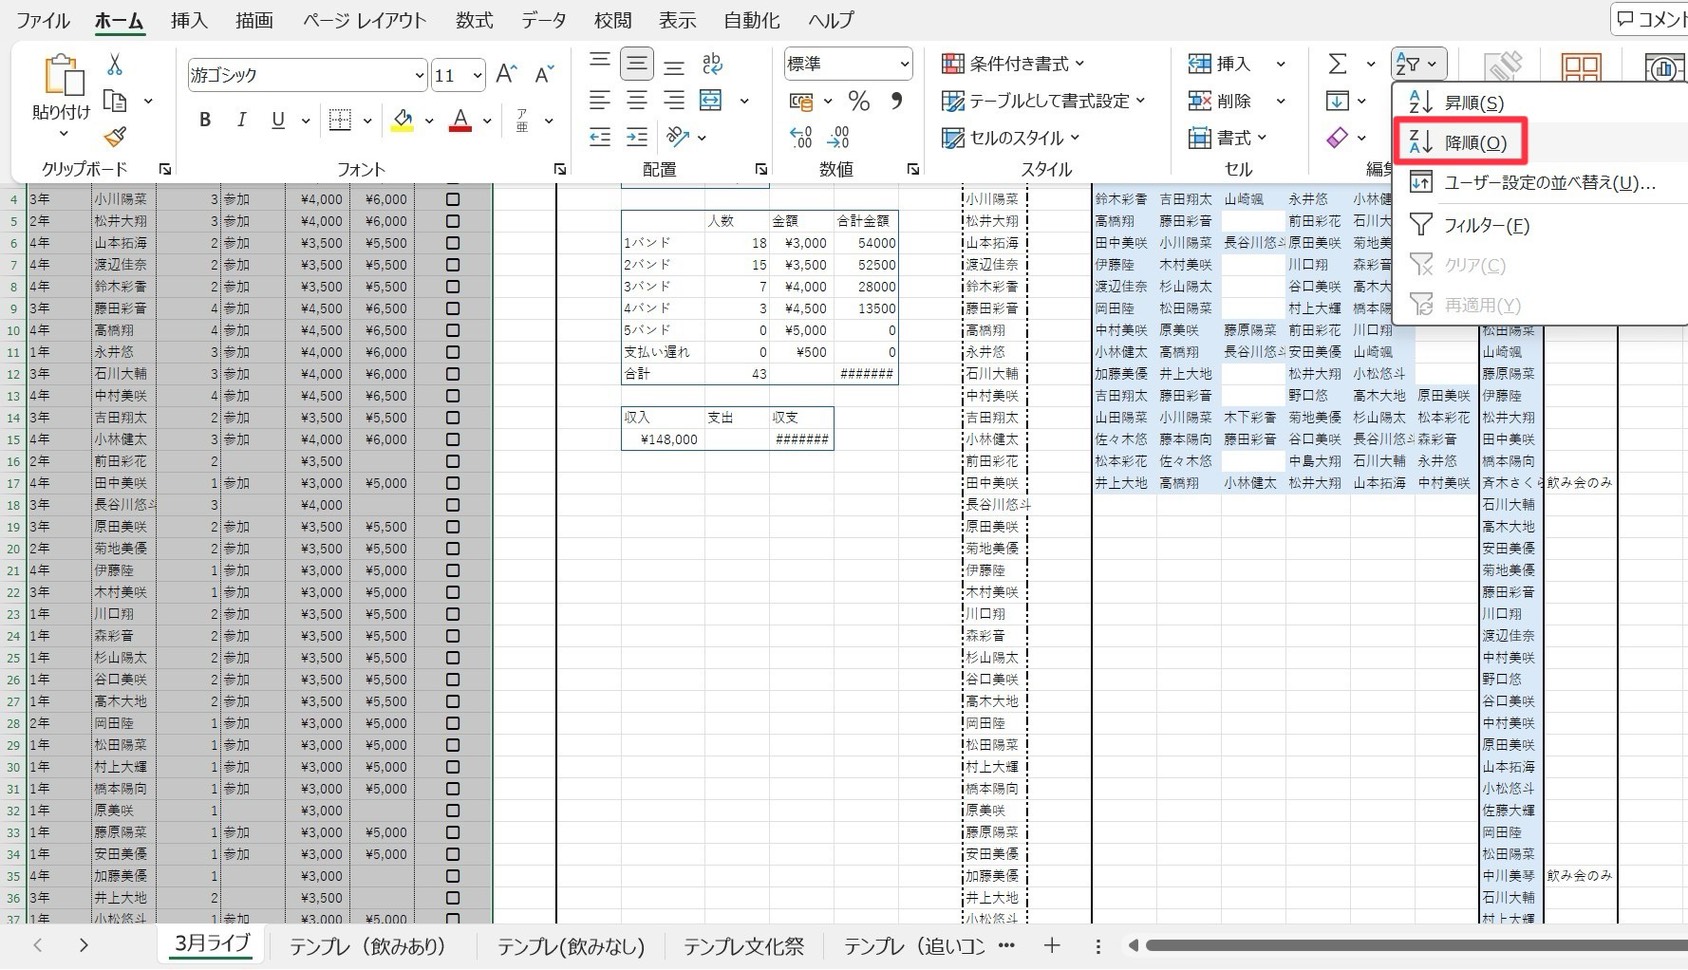 ファイル ホーム 挿入 描画 ページ レイアウト 数式 データ 校閲 表示 自動化 ヘルプ コメント
貼り付け
クリップボード
游ゴシック 11
B I U A ア亜
フォント
ab
配置
標準
% 9
.00
数値
条件付き書式
テーブルとして書式設定
セルのスタイル
スタイル
挿入
削除
書式
セル
Σ
編集
昇順(S)
降順(O)
ユーザー設定の並べ替え(U)...
フィルター(F)
クリア(C)
再適用(Y)
4 3年 小川陽菜 3 参加 ¥4,000 ¥6,000 小川陽菜 鈴木彩香 吉田翔太 山崎颯 永井悠 小林健
5 2年 松井大翔 3 参加 ¥4,000 ¥6,000 人数 金額 合計金額 松井大翔 高橋翔 藤田彩音 前田彩花 石川大
6 4年 山本拓海 2 参加 ¥3,500 ¥5,500 1バンド 18 ¥3,000 54000 山本拓海 田中美咲 小川陽菜 長谷川悠斗 原田美咲 菊地美
7 4年 渡辺佳奈 2 参加 ¥3,500 ¥5,500 2バンド 15 ¥3,500 52500 渡辺佳奈 伊藤陸 木村美咲 川口翔 森彩音
8 4年 鈴木彩香 2 参加 ¥3,500 ¥5,500 3バンド 7 ¥4,000 28000 鈴木彩香 渡辺佳奈 杉山陽太 谷口美咲 高木大
9 3年 藤田彩音 4 参加 ¥4,500 ¥6,500 4バンド 3 ¥4,500 13500 藤田彩音 岡田陸 松田陽菜 村上大輝 橋本陽
10 4年 高橋翔 4 参加 ¥4,500 ¥6,500 5バンド 0 ¥5,000 0 高橋翔 中村美咲 原美咲 藤原陽菜 前田彩花 川口翔 松田陽菜
11 1年 永井悠 3 参加 ¥4,000 ¥6,000 支払い遅れ 0 ¥500 0 永井悠 小林健太 高橋翔 長谷川悠斗 安田美優 山崎颯 山崎颯
12 3年 石川大輔 3 参加 ¥4,000 ¥6,000 合計 43 ####### 石川大輔 加藤美優 井上大地 松井大翔 小松悠斗 藤原陽菜
13 4年 中村美咲 4 参加 ¥4,500 ¥6,500 中村美咲 吉田翔太 藤田彩音 野口悠 高木大地 原田美咲 伊藤陸
14 3年 吉田翔太 2 参加 ¥3,500 ¥5,500 収入 支出 収支 吉田翔太 山田陽菜 小川陽菜 木下彩香 菊地美優 杉山陽太 松本彩花 松井大翔
15 4年 小林健太 3 参加 ¥4,000 ¥6,000 ¥148,000 ####### 小林健太 佐々木悠 藤本陽向 藤田彩音 谷口美咲 長谷川悠斗 森彩音 田中美咲
16 2年 前田彩花 2 ¥3,500 前田彩花 松本彩花 佐々木悠 中島大翔 石川大輔 永井悠 橋本陽向
17 4年 田中美咲 1 参加 ¥3,000 ¥5,000 田中美咲 井上大地 高橋翔 小林健太 松井大翔 山本拓海 中村美咲 斉木さくら 飲み会のみ
18 3年 長谷川悠斗 3 ¥4,000 長谷川悠斗 石川大輔
19 3年 原田美咲 2 参加 ¥3,500 ¥5,500 原田美咲 高木大地
20 2年 菊地美優 2 参加 ¥3,500 ¥5,500 菊地美優 安田美優
21 4年 伊藤陸 1 参加 ¥3,000 ¥5,000 伊藤陸 菊地美優
22 3年 木村美咲 1 参加 ¥3,000 ¥5,000 木村美咲 藤田彩音
23 1年 川口翔 2 参加 ¥3,500 ¥5,500 川口翔 川口翔
24 1年 森彩音 2 参加 ¥3,500 ¥5,500 森彩音 渡辺佳奈
25 1年 杉山陽太 2 参加 ¥3,500 ¥5,500 杉山陽太 中村美咲
26 1年 谷口美咲 2 参加 ¥3,500 ¥5,500 谷口美咲 野口悠
27 1年 高木大地 2 参加 ¥3,500 ¥5,500 高木大地 谷口美咲
28 2年 岡田陸 1 参加 ¥3,000 ¥5,000 岡田陸 中村美咲
29 1年 松田陽菜 1 参加 ¥3,000 ¥5,000 松田陽菜 原田美咲
30 1年 村上大輝 1 参加 ¥3,000 ¥5,000 村上大輝 山本拓海
31 1年 橋本陽向 1 参加 ¥3,000 ¥5,000 橋本陽向 小松悠斗
32 1年 原美咲 1 ¥3,000 原美咲 佐藤大輝
33 1年 藤原陽菜 1 参加 ¥3,000 ¥5,000 藤原陽菜 岡田陸
34 1年 安田美優 1 参加 ¥3,000 ¥5,000 安田美優 松田陽菜
35 4年 加藤美優 1 ¥3,000 加藤美優 中川美琴 飲み会のみ
36 3年 井上大地 2 ¥3,500 井上大地 石川大輔
37 1年 小松悠斗 1 参加 ¥3,000 ¥5,000 小松悠斗 村上大輝
3月ライブ テンプレ（飲みあり） テンプレ(飲みなし) テンプレ文化祭 テンプレ（追いコン ••• +